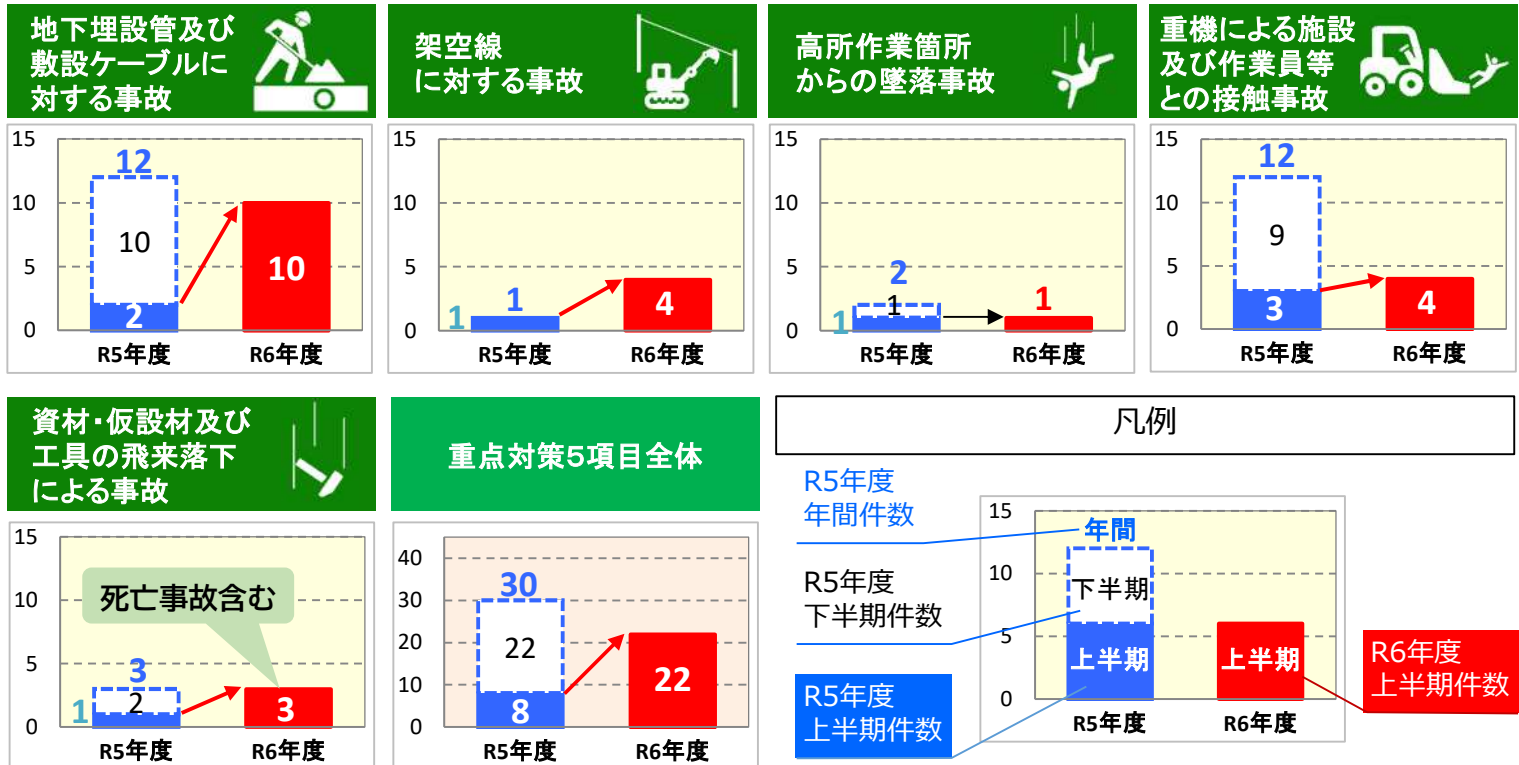 地下埋設管及び
敷設ケーブルに
対する事故
15
10
5
0
12
10
2
10
R5年度
R6年度
架空線
に対する事故
15
10
5
0
1
1
4
R5年度
R6年度
高所作業箇所
からの墜落事故
15
10
5
0
2
1
1
1
R5年度
R6年度
重機による施設
及び作業員等
との接触事故
15
10
5
0
12
9
3
4
R5年度
R6年度
資材・仮設材及び
工具の飛来落下
による事故
15
10
5
0
死亡事故含む
3
2
1
3
R5年度
R6年度
重点対策5項目全体
40
30
20
10
0
30
22
8
22
R5年度
R6年度
凡例
R5年度
年間件数
R5年度
下半期件数
R5年度
上半期件数
15
10
5
0
年間
下半期
上半期
上半期
R5年度
R6年度
R6年度
上半期件数